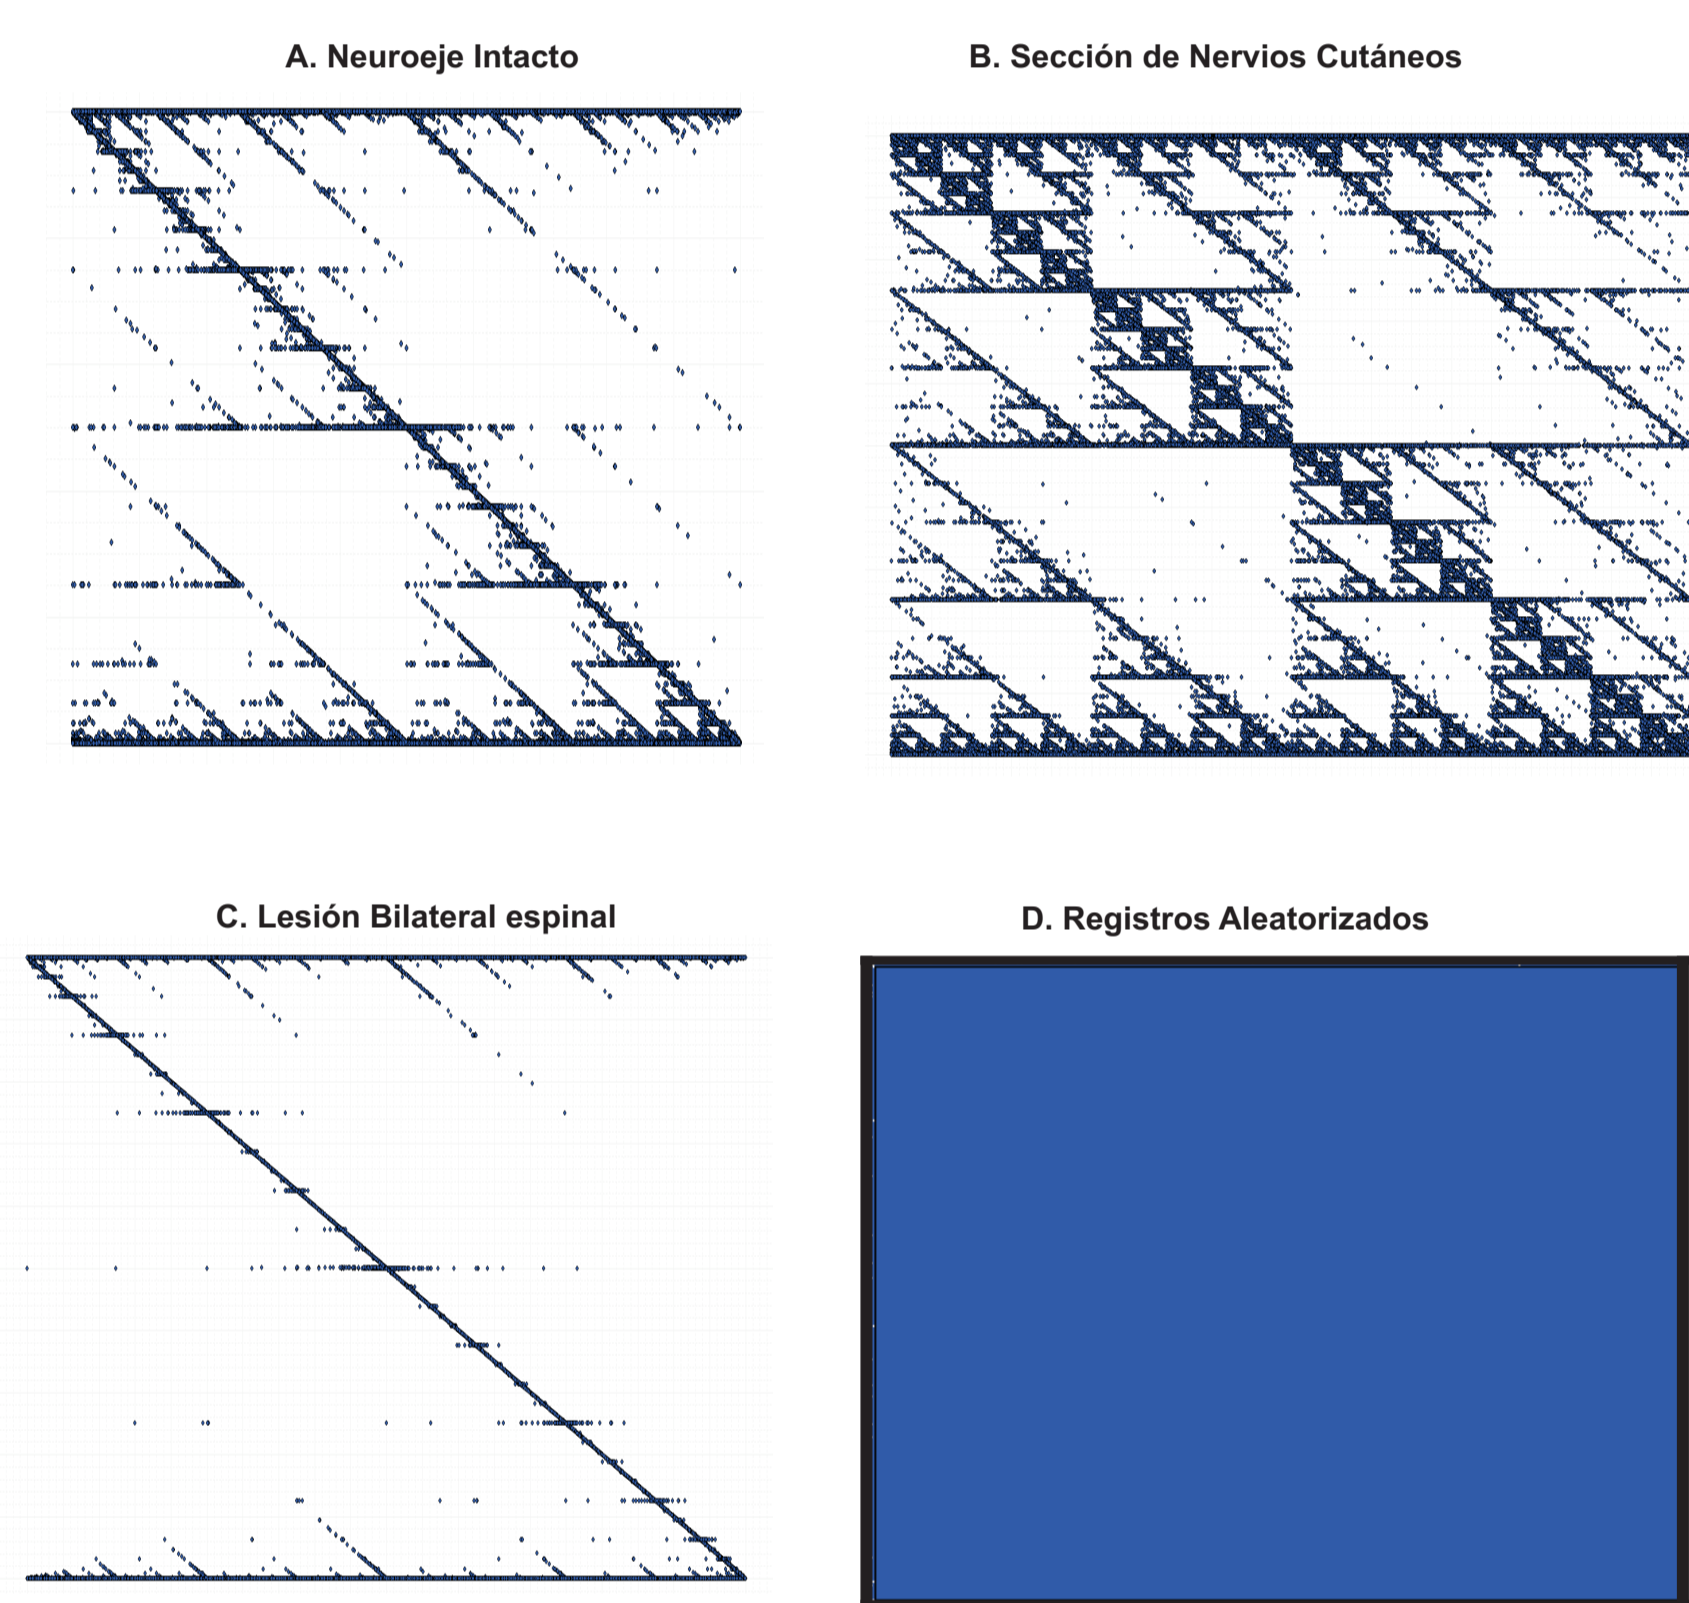 A. Neuroeje Intacto
B. Sección de Nervios Cutáneos
C. Lesión Bilateral espinal
D. Registros Aleatorizados